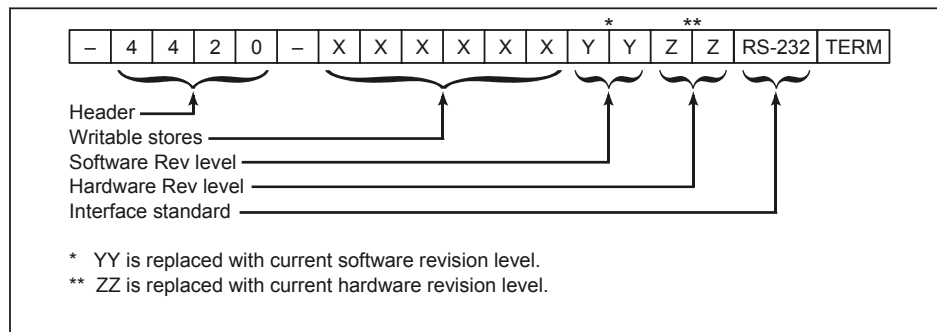 * **
– 4 4 2 0 – X X X X X X Y Y Z Z RS-232 TERM
Header
Writable stores
Software Rev level
Hardware Rev level
Interface standard
* YY is replaced with current software revision level.
** ZZ is replaced with current hardware revision level.